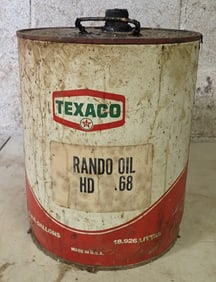 TEXACO
RANDO OIL
HD .68
GALLONS
18.926 LITERS
MADE IN U.S.A.